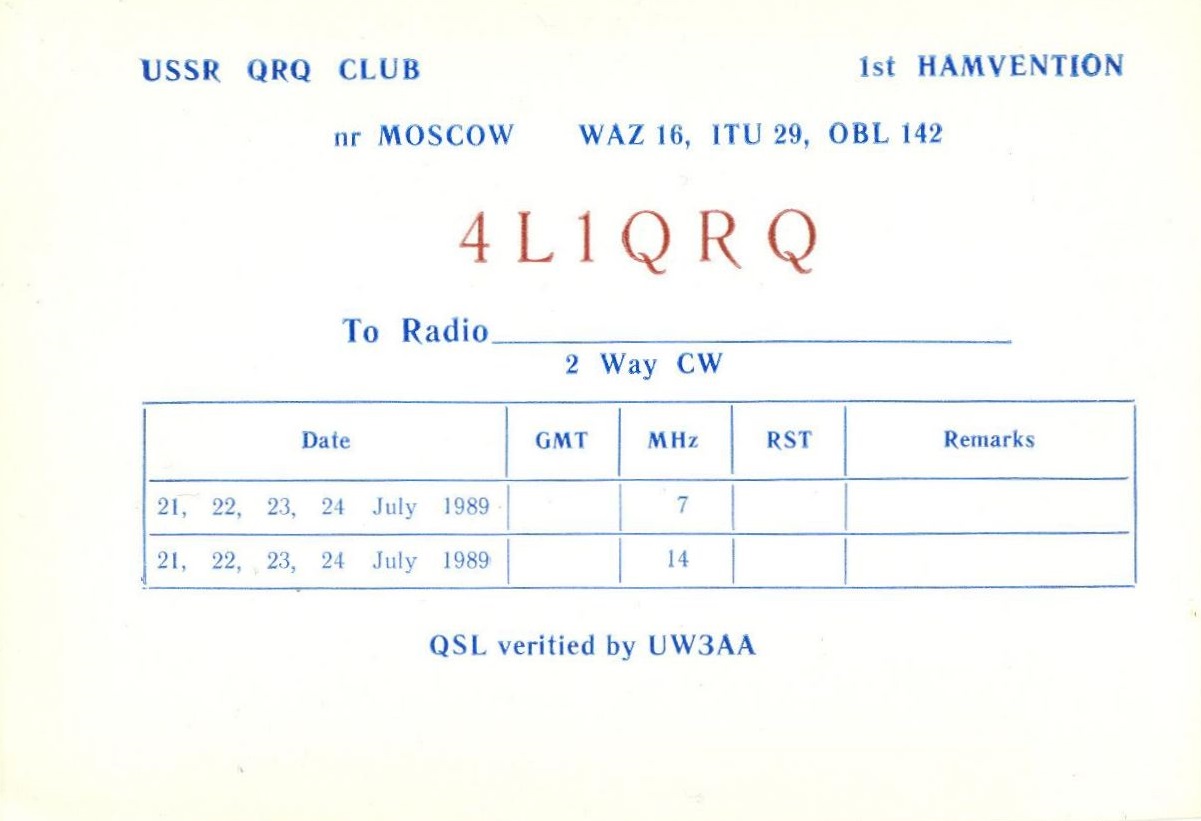 USSR QRQ CLUB 1st HAMVENTION
nr MOSCOW WAZ 16, ITU 29, OBL 142
4L1QRQ
To Radio
2 Way CW
Date GMT MHz RST Remarks
21, 22, 23, 24 July 1989 7
21, 22, 23, 24 July 1989 14
QSL veritied by UW3AA